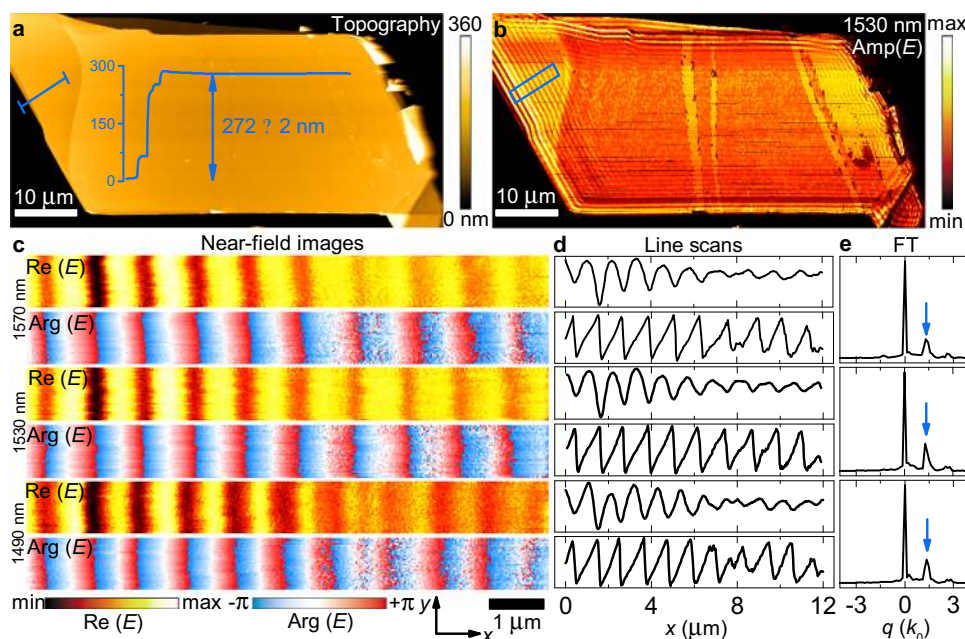 a
Topography
360
0 nm
300
150
0
272 ? 2 nm
10 μm
b
1530 nm
Amp(E)
max
min
10 μm
c
Near-field images
d
Line scans
e
FT
1570 nm
Re (E)
Arg (E)
1530 nm
Re (E)
Arg (E)
1490 nm
Re (E)
Arg (E)
min
max
Re (E)
-π
+π
Arg (E)
y
x
1 μm
0
4
8
12
x (μm)
-3
0
3
q (k0)